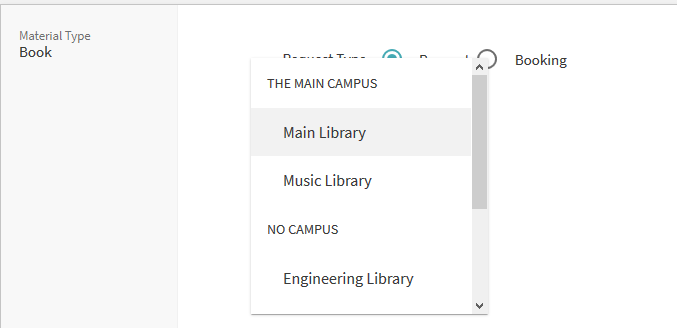 Material Type
Book
Request Type
Booking
THE MAIN CAMPUS
Main Library
Music Library
NO CAMPUS
Engineering Library